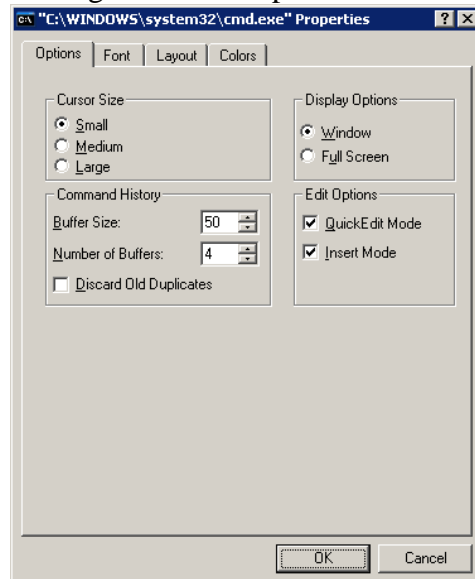 "C:\WINDOWS\system32\cmd.exe" Properties
Options Font Layout Colors
Cursor Size
Small
Medium
Large
Display Options
Window
Full Screen
Command History
Buffer Size: 50
Number of Buffers: 4
Discard Old Duplicates
Edit Options
QuickEdit Mode
Insert Mode
OK Cancel